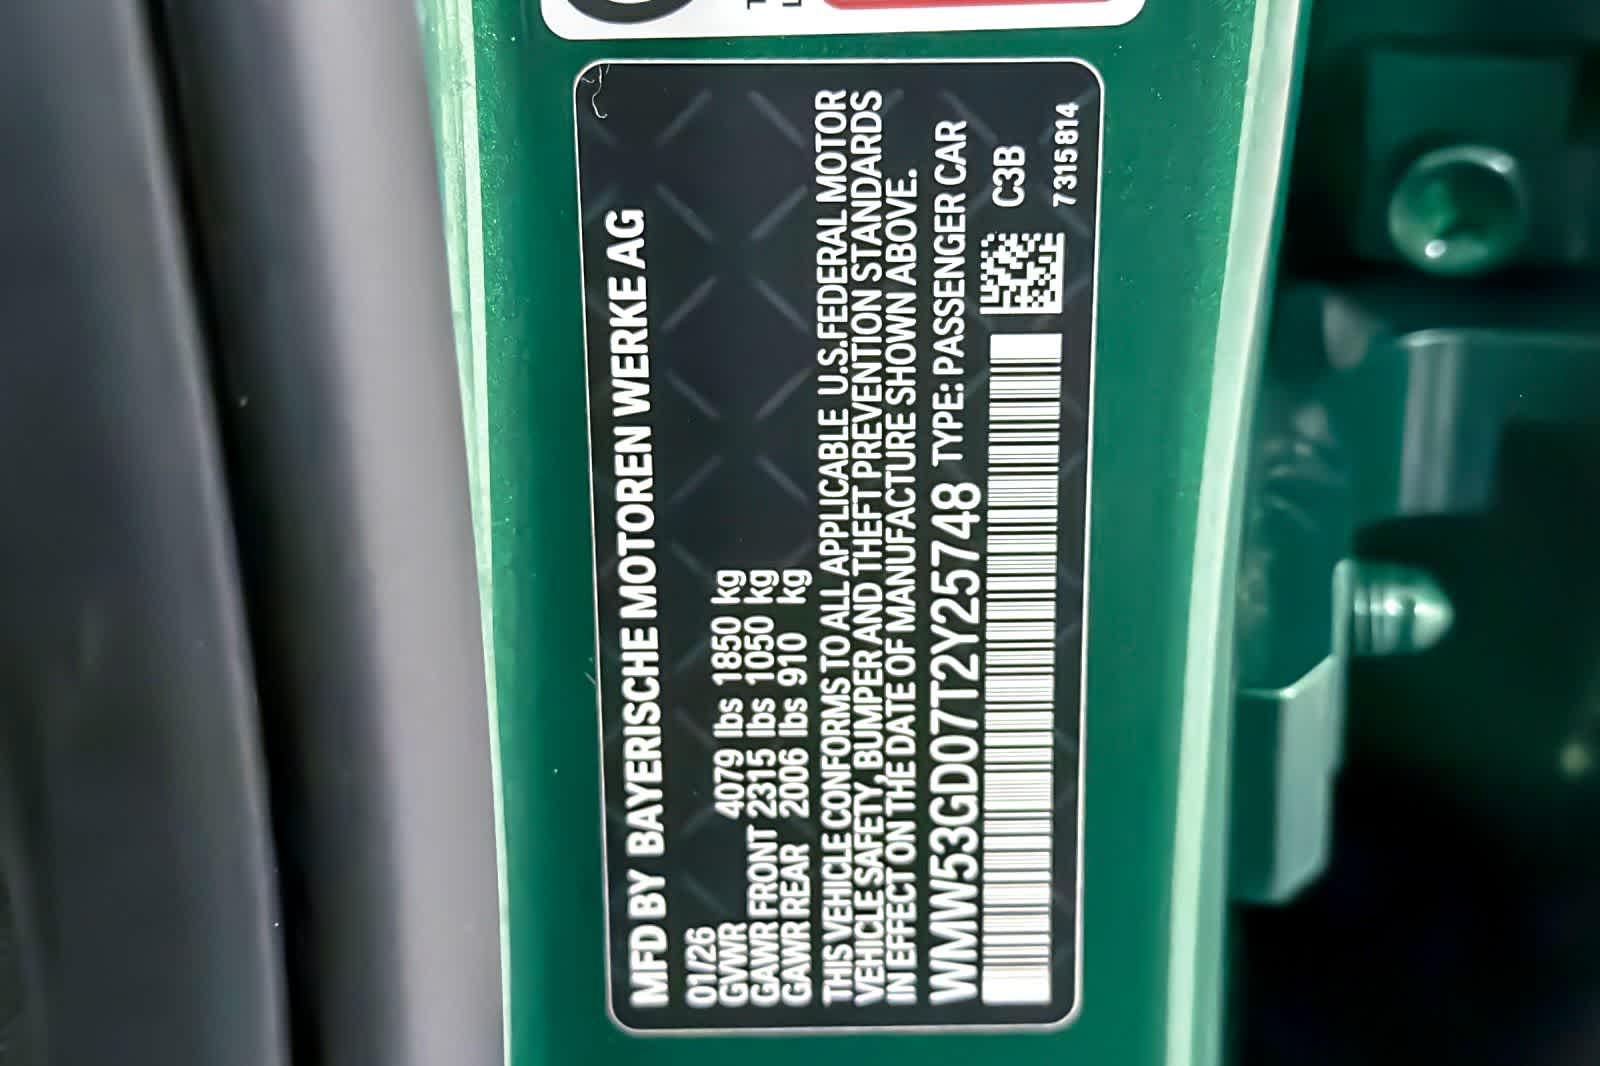 MFD BY BAYERISCHE MOTOREN WERKE AG
01/26
GVWR 4079 lbs 1850 kg
GAWR FRONT 2315 lbs 1050 kg
GAWR REAR 2006 lbs 910 kg
THIS VEHICLE CONFORMS TO ALL APPLICABLE U.S.FEDERAL MOTOR
VEHICLE SAFETY, BUMPER AND THEFT PREVENTION STANDARDS
IN EFFECT ON THE DATE OF MANUFACTURE SHOWN ABOVE.
WMW53GD07T2Y25748 TYPE: PASSENGER CAR
C3B
7315814